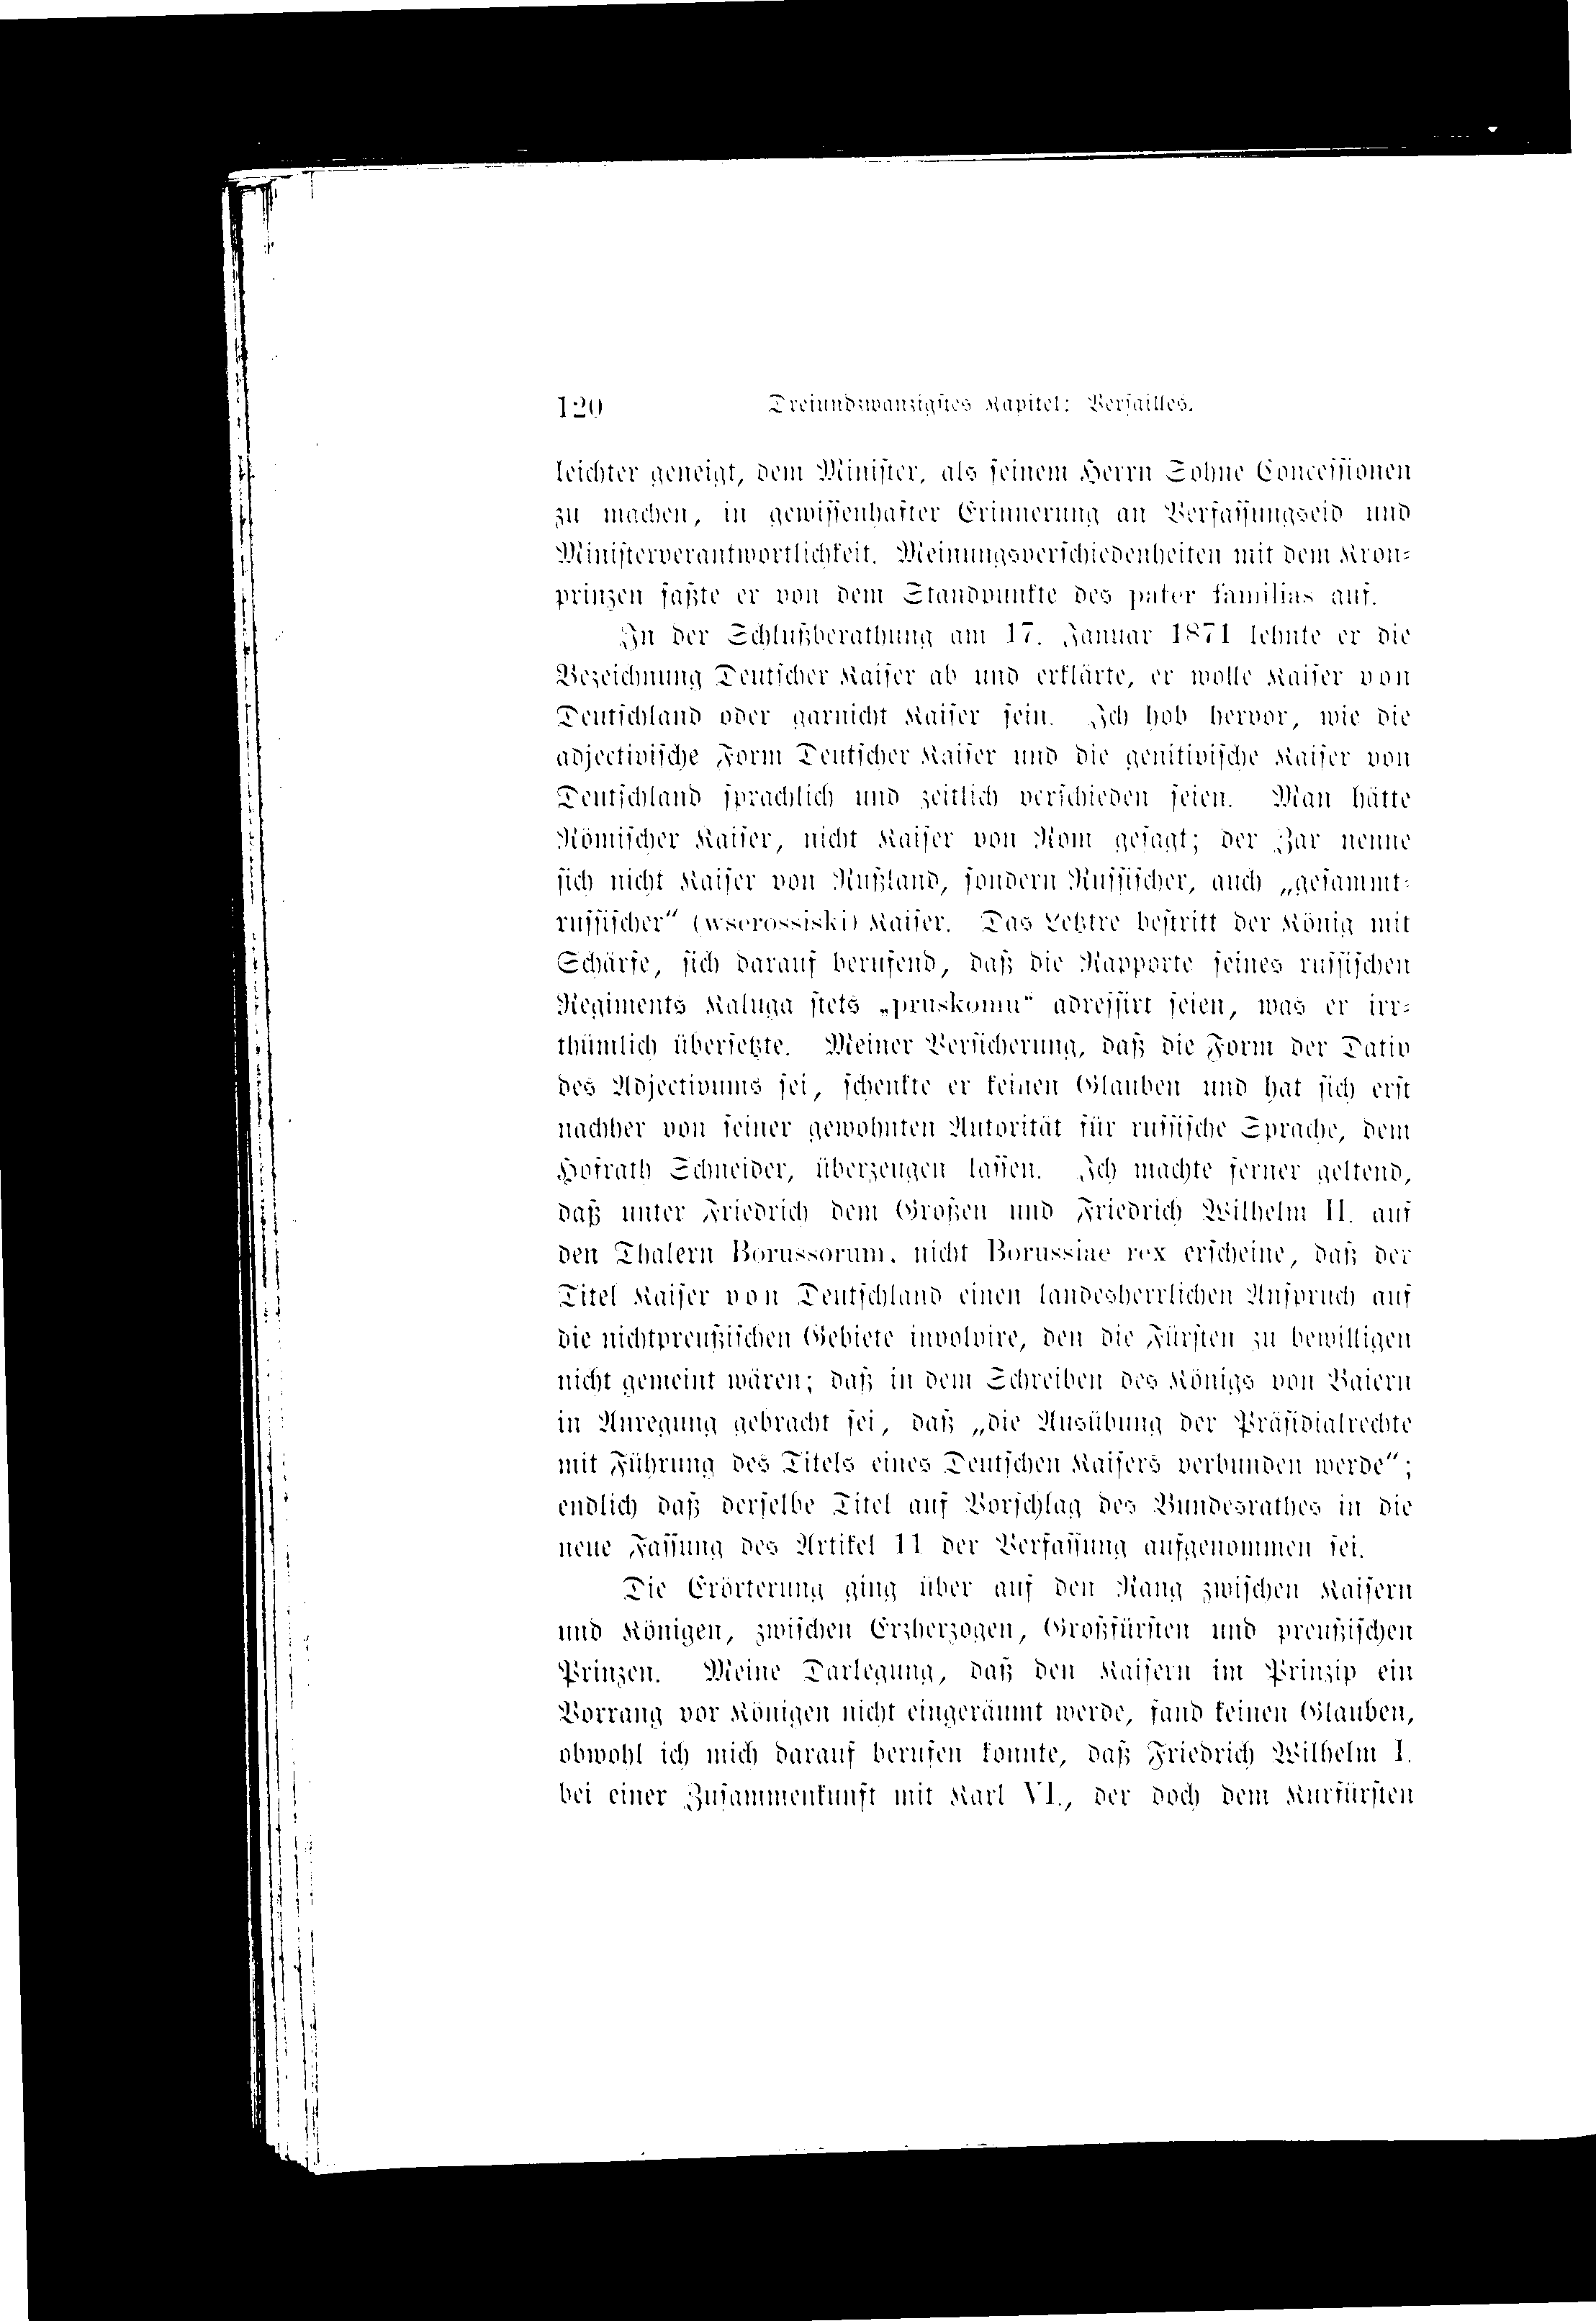 120 Dreiundzwanzigstes Kapitel: Versailles.
leichter geneigt, dem Minister, als seinem Herrn Sohne Concessionen
zu machen, in gewissenhafter Erinnerung an Verfassungseid und
Ministerverantwortlichkeit. Meinungsverschiedenheiten mit dem Kron-
prinzen faßte er von dem Standpunkte des pater familias auf.
In der Schlußberathung am 17. Januar 1871 lehnte er die
Bezeichnung Deutscher Kaiser ab und erklärte, er wolle Kaiser von
Deutschland oder garnicht Kaiser sein. Ich hob hervor, wie die
adjectivische Form Deutscher Kaiser und die genitivische Kaiser von
Deutschland sprachlich und zeitlich verschieden seien. Man hätte
Römischer Kaiser, nicht Kaiser von Rom gesagt; der Zar nenne
sich nicht Kaiser von Rußland, sondern Russischer, auch „gesammt-
russischer“ (wserossiski) Kaiser. Das Letztre bestritt der König mit
Schärfe, sich darauf berufend, daß die Rapporte seines russischen
Regiments Kaluga stets „pruskomu“ adressirt seien, was er irr-
thümlich übersetzte. Meiner Versicherung, daß die Form der Dativ
des Adjectivums sei, schenkte er keinen Glauben und hat sich erst
nachher von seiner gewohnten Autorität für russische Sprache, dem
Hofrath Schneider, überzeugen lassen. Ich machte ferner geltend,
daß unter Friedrich dem Großen und Friedrich Wilhelm II. auf
den Thalern Borussorum, nicht Borussiae rex erscheine, daß der
Titel Kaiser von Deutschland einen landesherrlichen Anspruch auf
die nichtpreußischen Gebiete involvire, den die Fürsten zu bewilligen
nicht gemeint wären; daß in dem Schreiben des Königs von Baiern
in Anregung gebracht sei, daß „die Ausübung der Präsidialrechte
mit Führung des Titels eines Deutschen Kaisers verbunden werde“;
endlich daß derselbe Titel auf Vorschlag des Bundesrathes in die
neue Fassung des Artikel 11 der Verfassung aufgenommen sei.
Die Erörterung ging über auf den Rang zwischen Kaisern
und Königen, zwischen Erzherzogen, Großfürsten und preußischen
Prinzen. Meine Darlegung, daß den Kaisern im Prinzip ein
Vorrang vor Königen nicht eingeräumt werde, fand keinen Glauben,
obwohl ich mich darauf berufen konnte, daß Friedrich Wilhelm I.
bei einer Zusammenkunft mit Karl VI., der doch dem Kurfürsten